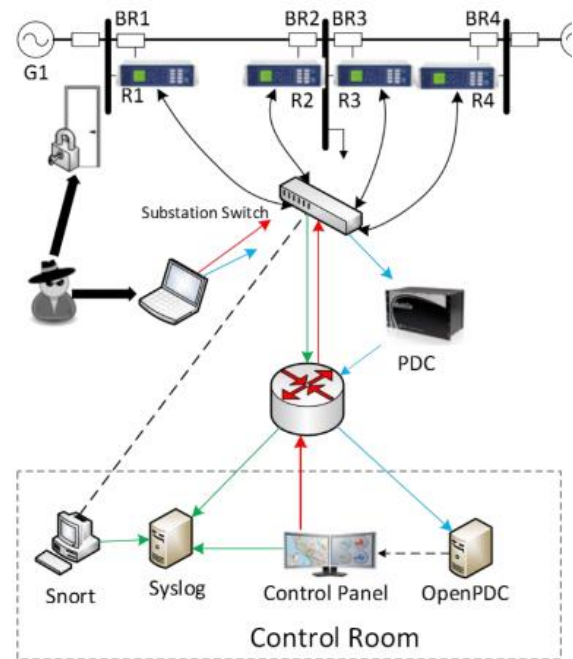 BR1 BR2 BR3 BR4
G1 R1 R2 R3 R4
Substation Switch
PDC
Snort Syslog Control Panel OpenPDC
Control Room